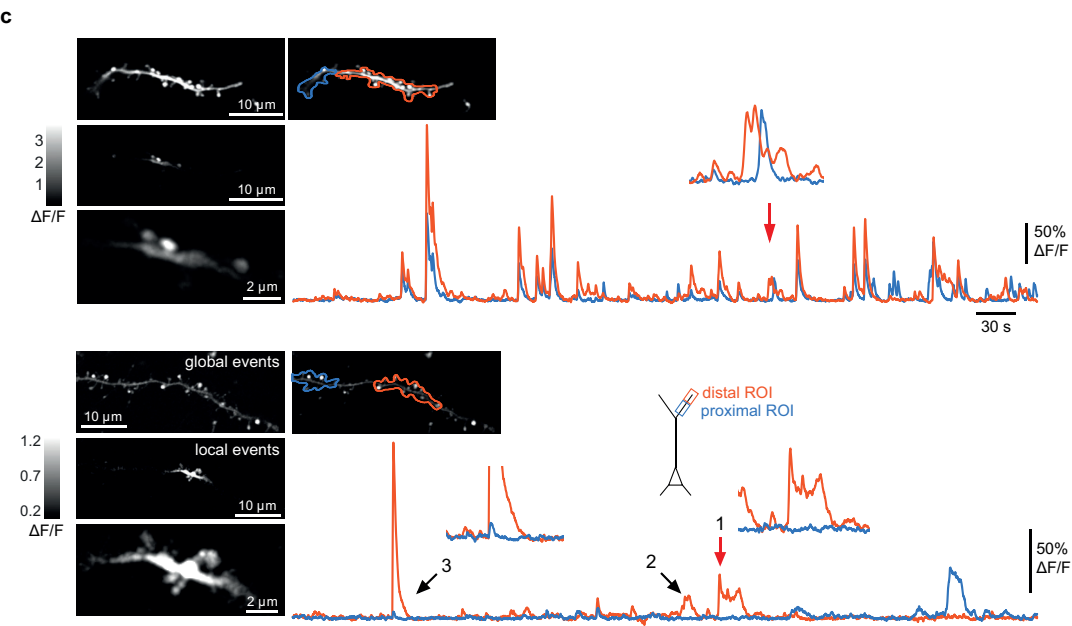 c
10 µm
3
2
1
ΔF/F
10 µm
2 µm
50%
ΔF/F
30 s
global events
10 µm
distal ROI
proximal ROI
1.2
0.7
0.2
ΔF/F
local events
10 µm
2 µm
3
2
1
50%
ΔF/F